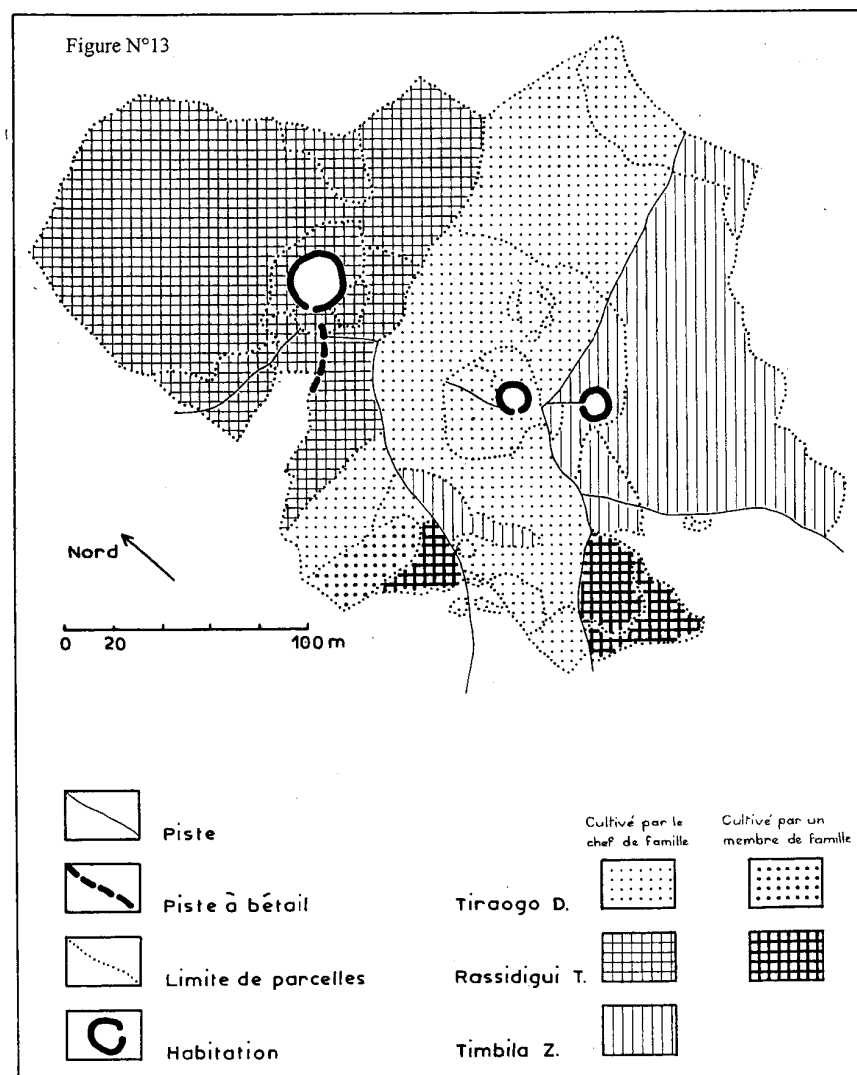 Figure N°13
Nord
0 20 100 m
Piste
Piste à bétail
Limite de parcelles
Habitation
Cultivé par le
chef de famille
Cultivé par un
membre de famille
Tiraogo D.
Rassidigui T.
Timbila Z.